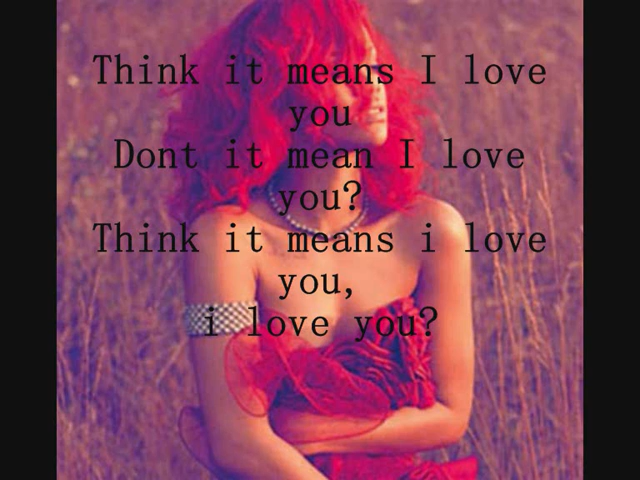 Think it means I love
you
Dont it mean I love
you?
Think it means i love
you,
i love you?